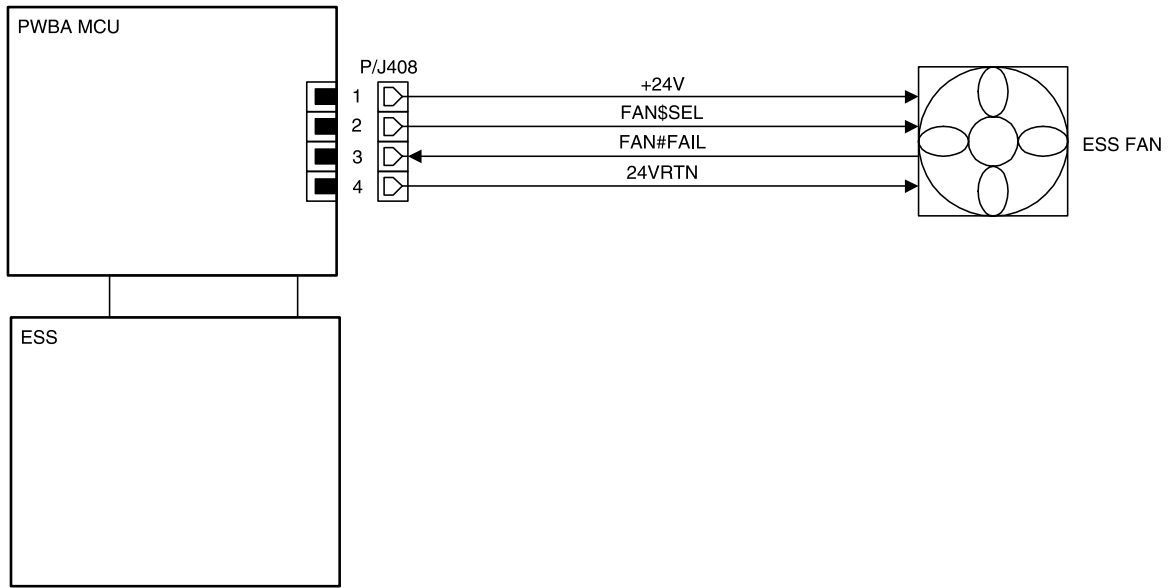 PWBA MCU
P/J408
1
+24V
2
FAN$SEL
3
FAN#FAIL
4
24VRTN
ESS FAN
ESS